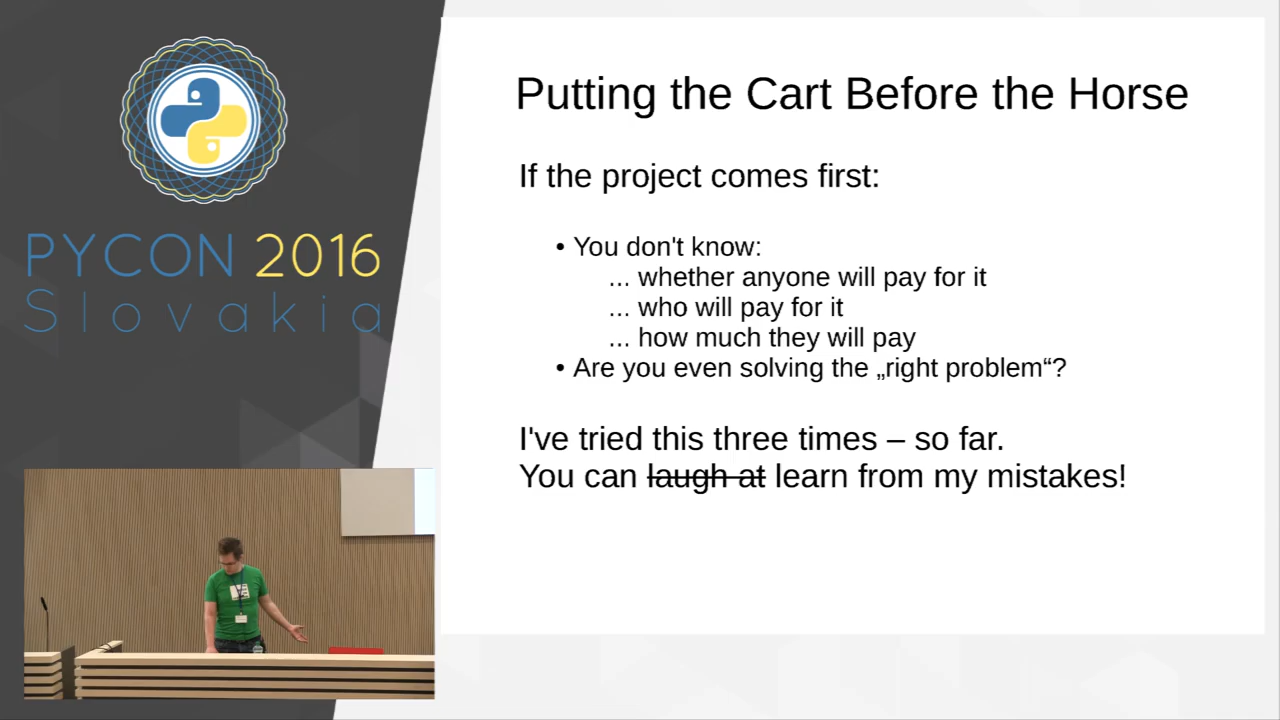 PYCON 2016
Slovakia
Putting the Cart Before the Horse
If the project comes first:
• You don't know:
... whether anyone will pay for it
... who will pay for it
... how much they will pay
• Are you even solving the „right problem“?
I've tried this three times – so far.
You can laugh at learn from my mistakes!